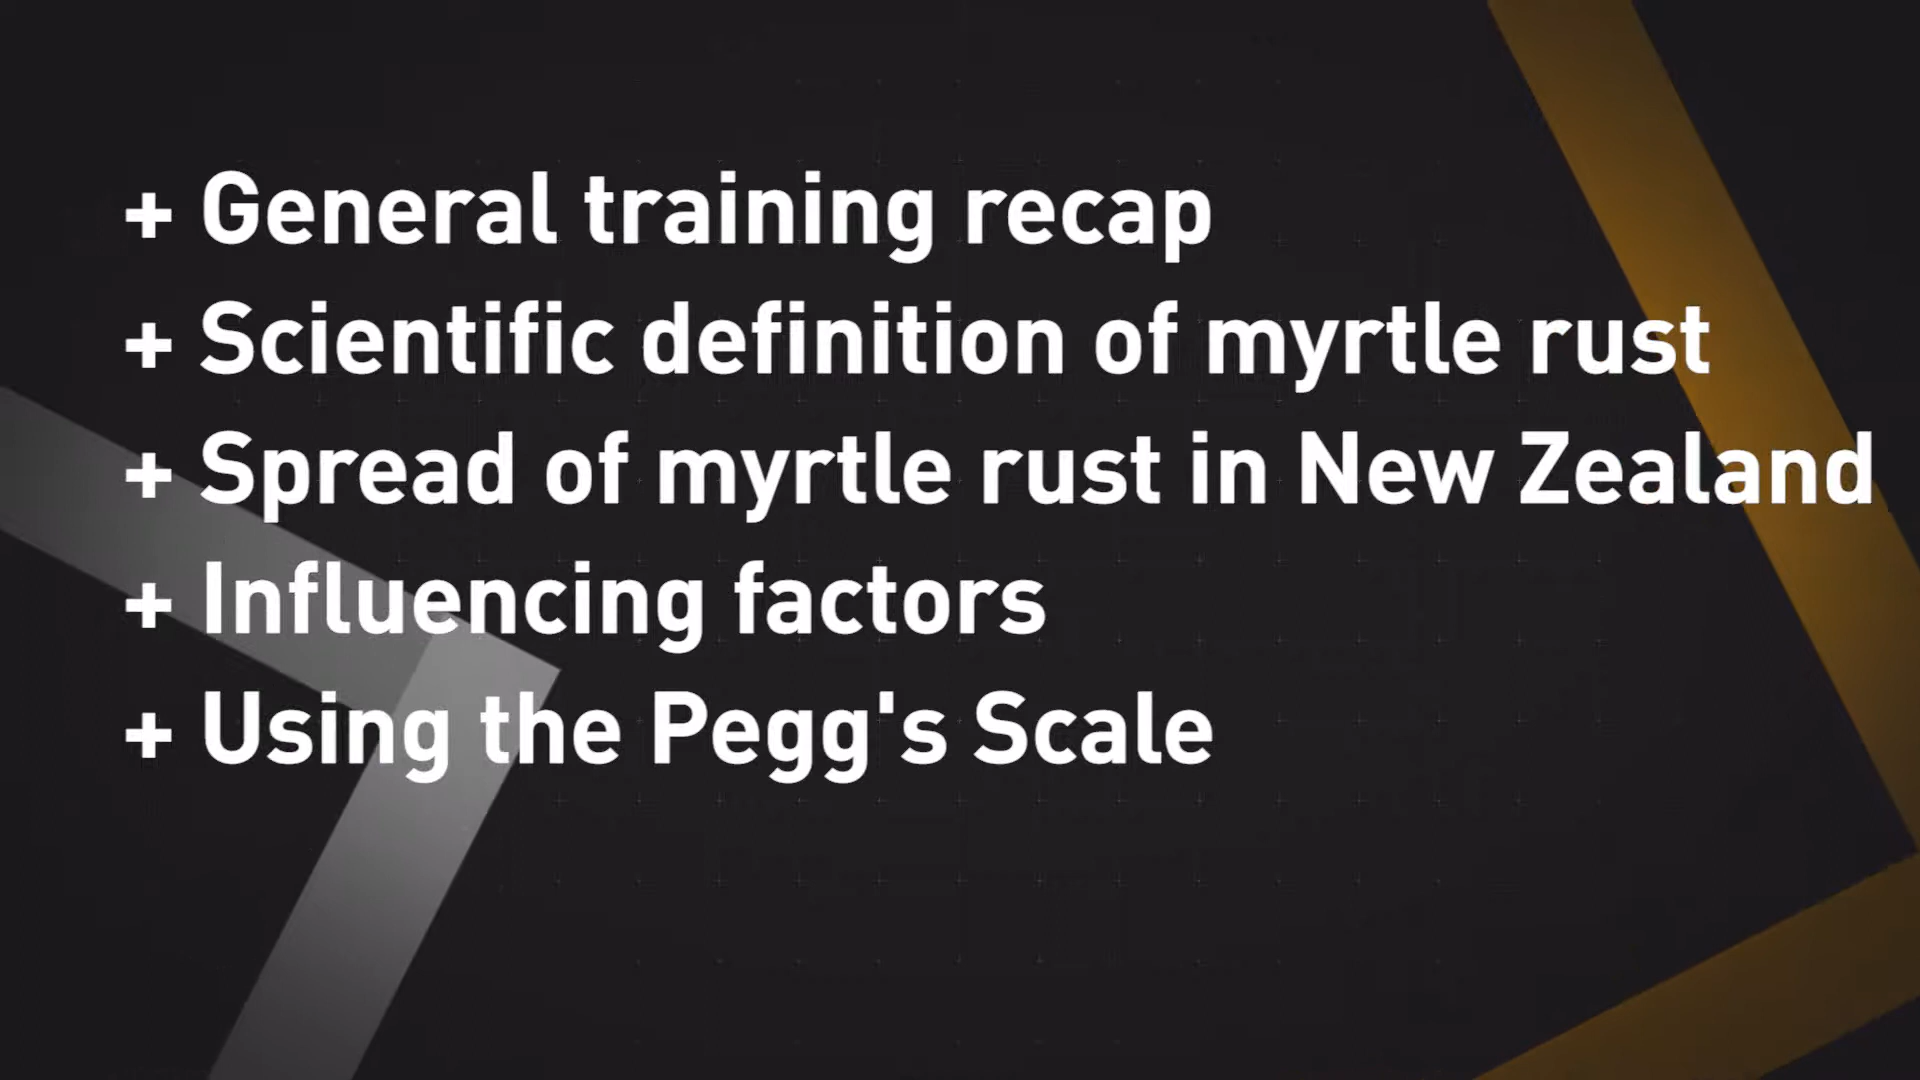 + General training recap
+ Scientific definition of myrtle rust
+ Spread of myrtle rust in New Zealand
+ Influencing factors
+ Using the Pegg's Scale